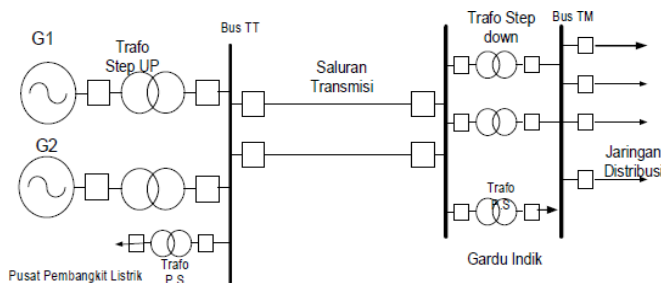 G1
Trafo
Step UP
Bus TT
Saluran
Transmisi
Trafo Step
down
Bus TM
G2
Jaringan
Distribusi
Trafo
P.S
Gardu Indik
Trafo
P.S
Pusat Pembangkit Listrik